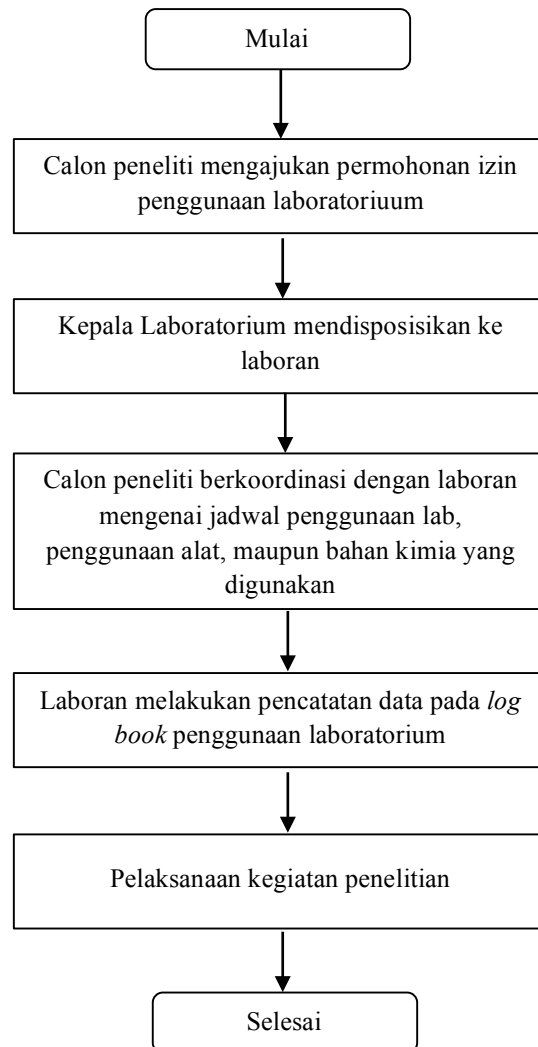 Mulai
Calon peneliti mengajukan permohonan izin
penggunaan laboratoriuum
Kepala Laboratorium mendisposisikan ke
laboran
Calon peneliti berkoordinasi dengan laboran
mengenai jadwal penggunaan lab,
penggunaan alat, maupun bahan kimia yang
digunakan
Laboran melakukan pencatatan data pada log
book penggunaan laboratorium
Pelaksanaan kegiatan penelitian
Selesai